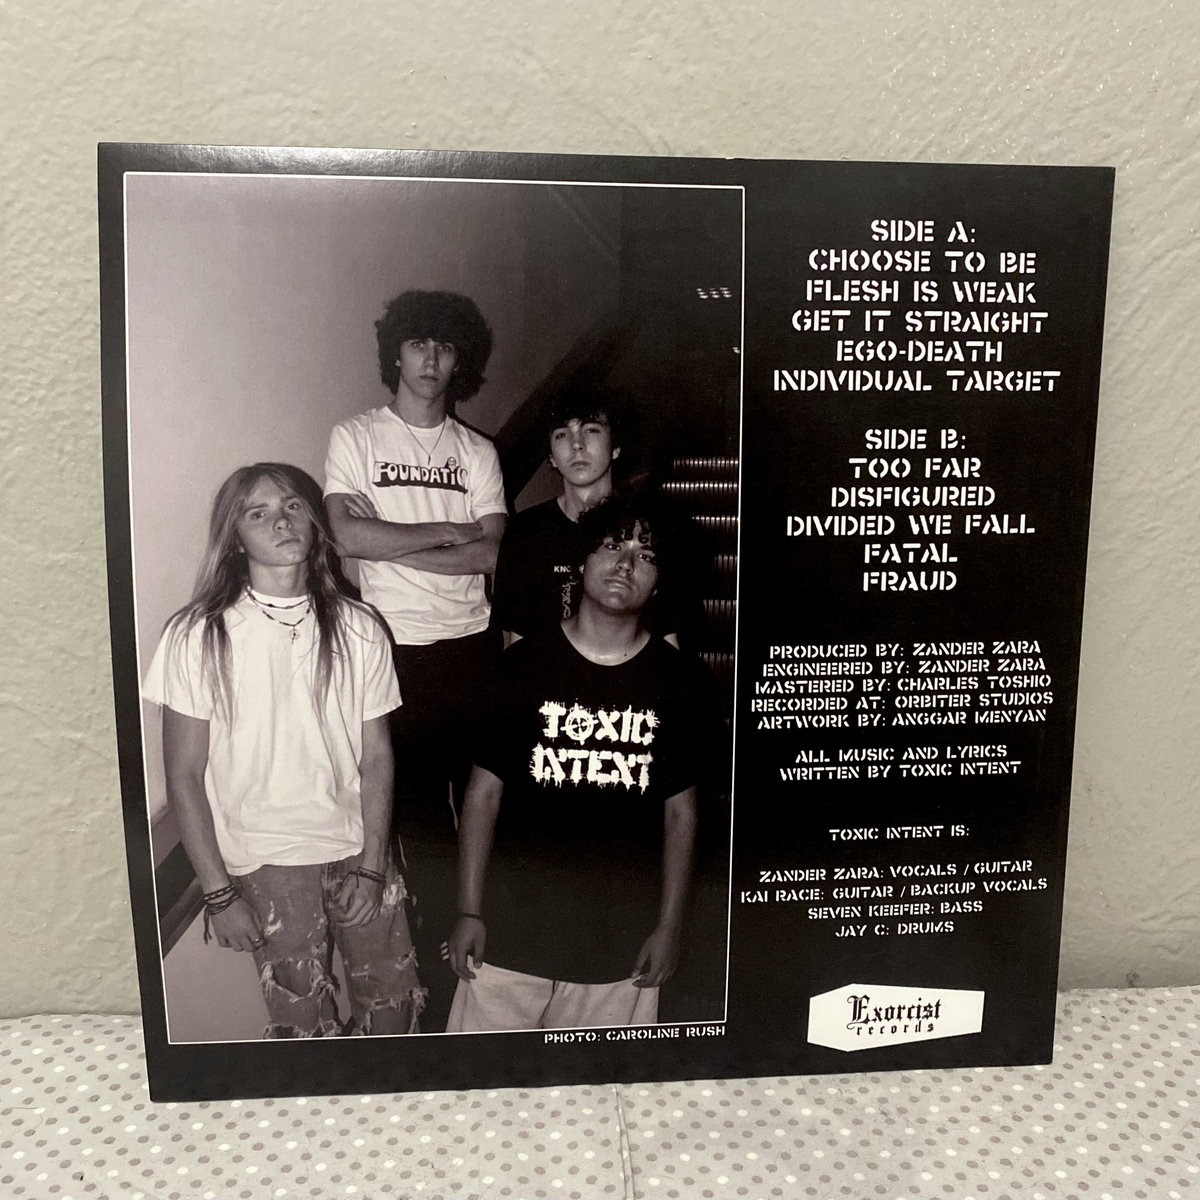 FOUNDATIO
KNO
TOXIC
INTENT
PHOTO: CAROLINE RUSH
SIDE A:
CHOOSE TO BE
FLESH IS WEAK
GET IT STRAIGHT
EGO-DEATH
INDIVIDUAL TARGET
SIDE B:
TOO FAR
DISFIGURED
DIVIDED WE FALL
FATAL
FRAUD
PRODUCED BY: ZANDER ZARA
ENGINEERED BY: ZANDER ZARA
MASTERED BY: CHARLES TOSHIO
RECORDED AT: ORBITER STUDIOS
ARTWORK BY: ANGGAR MENYAN
ALL MUSIC AND LYRICS
WRITTEN BY TOXIC INTENT
TOXIC INTENT IS:
ZANDER ZARA: VOCALS / GUITAR
KAI RACE: GUITAR / BACKUP VOCALS
SEVEN KEEFER: BASS
JAY C: DRUMS
Exorcist
records